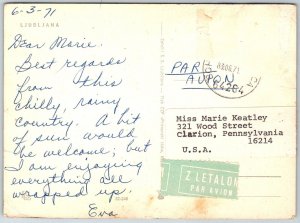 6-3-71
LJUBLJANA
Dear Marie.
Best regards
from this
chilly, rainy
country. A bit
of sun would
be welcome; but
I am enjoying
everything all
wrapped up.
Eva
PAR
AVION
Miss Marie Keatley
321 Wood Street
Clarion, Pennsylvania
16214
U.S.A.
Z LETALOM
PAR AVION